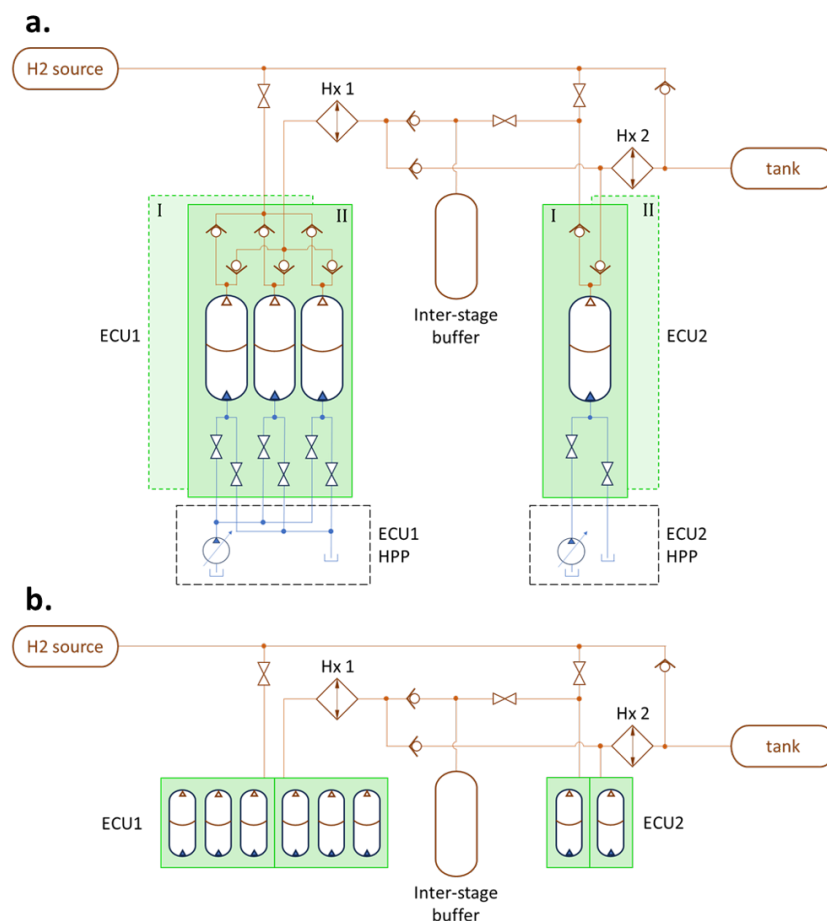 a.
H2 source
Hx 1
Hx 2
tank
I
II
I
II
Inter-stage
buffer
ECU1
ECU2
ECU1
HPP
ECU2
HPP
b.
H2 source
Hx 1
Hx 2
tank
ECU1
ECU2
Inter-stage
buffer